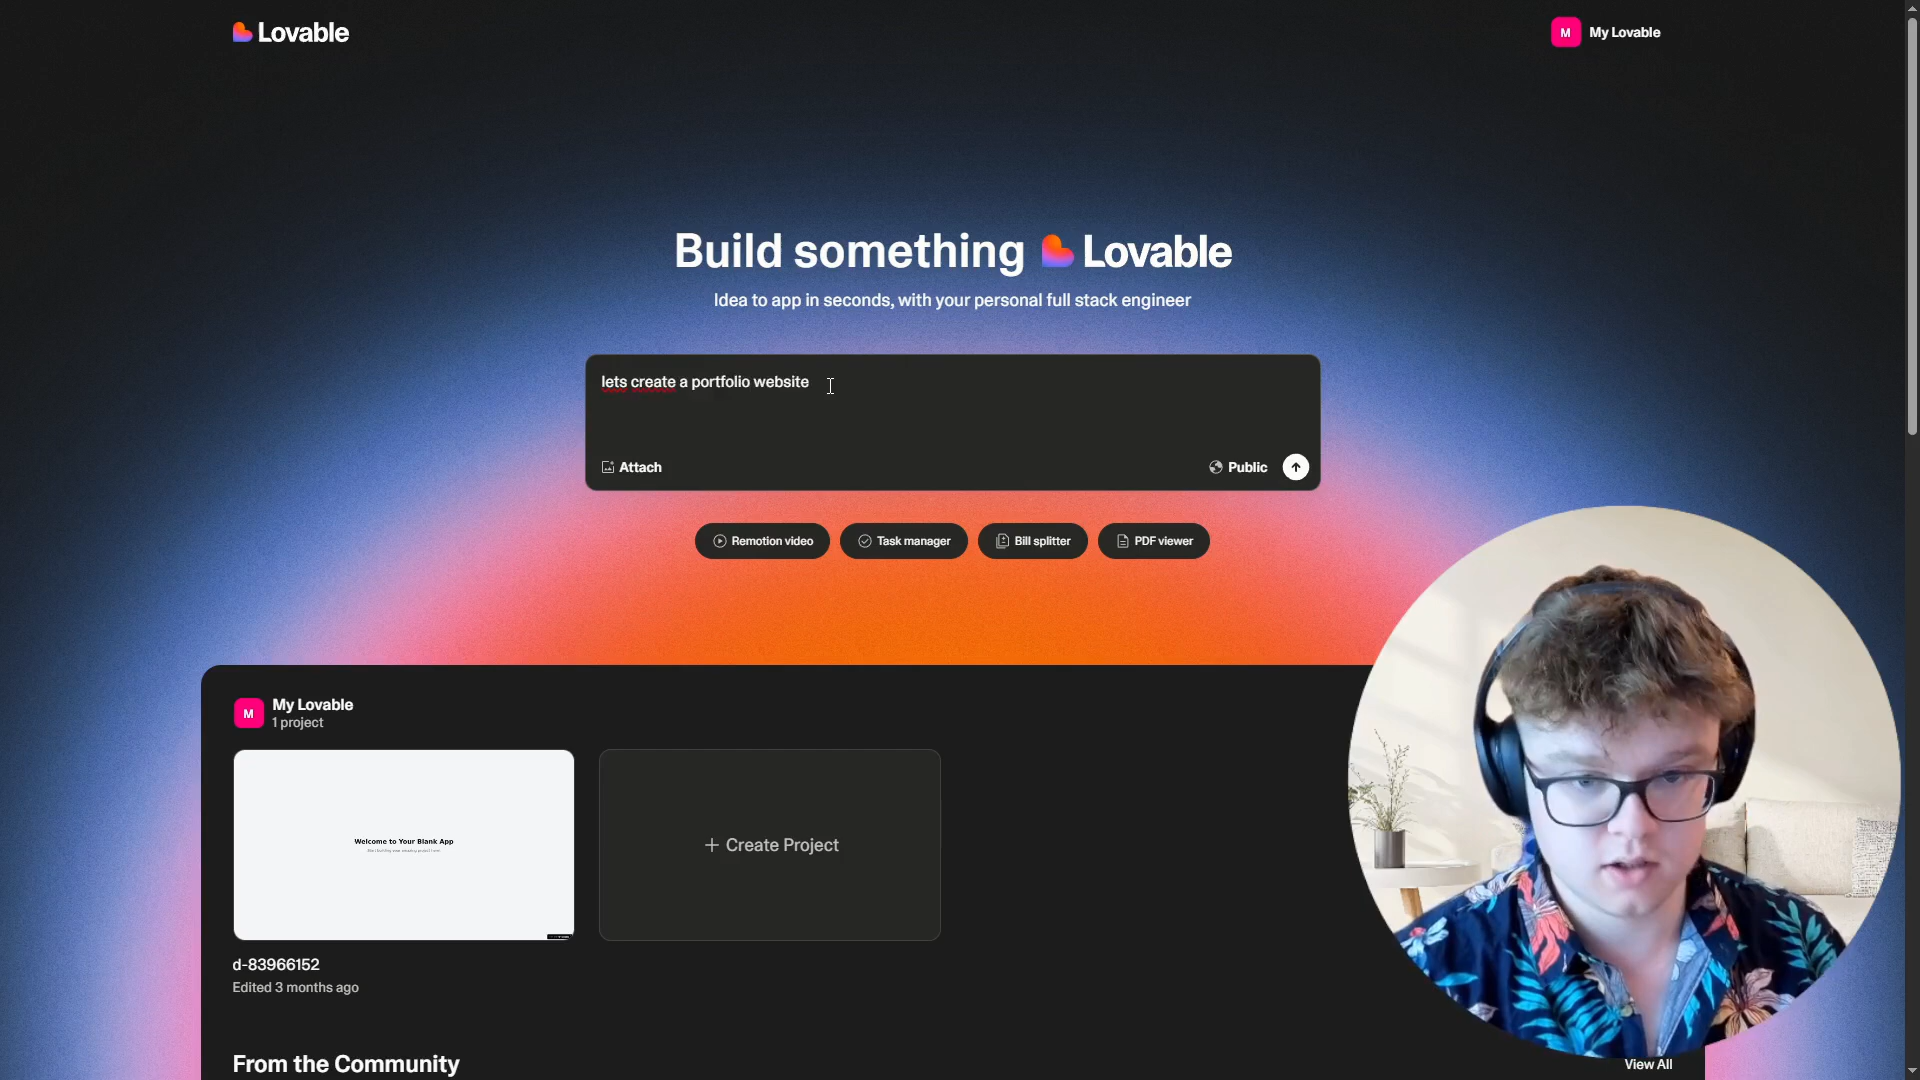 Lovable
M My Lovable
Build something Lovable
Idea to app in seconds, with your personal full stack engineer
lets create a portfolio website
Attach
Public
Remotion video
Task manager
Bill splitter
PDF viewer
M
My Lovable
1 project
Welcome to Your Blank App
+ Create Project
d-83966152
Edited 3 months ago
From the Community
View All